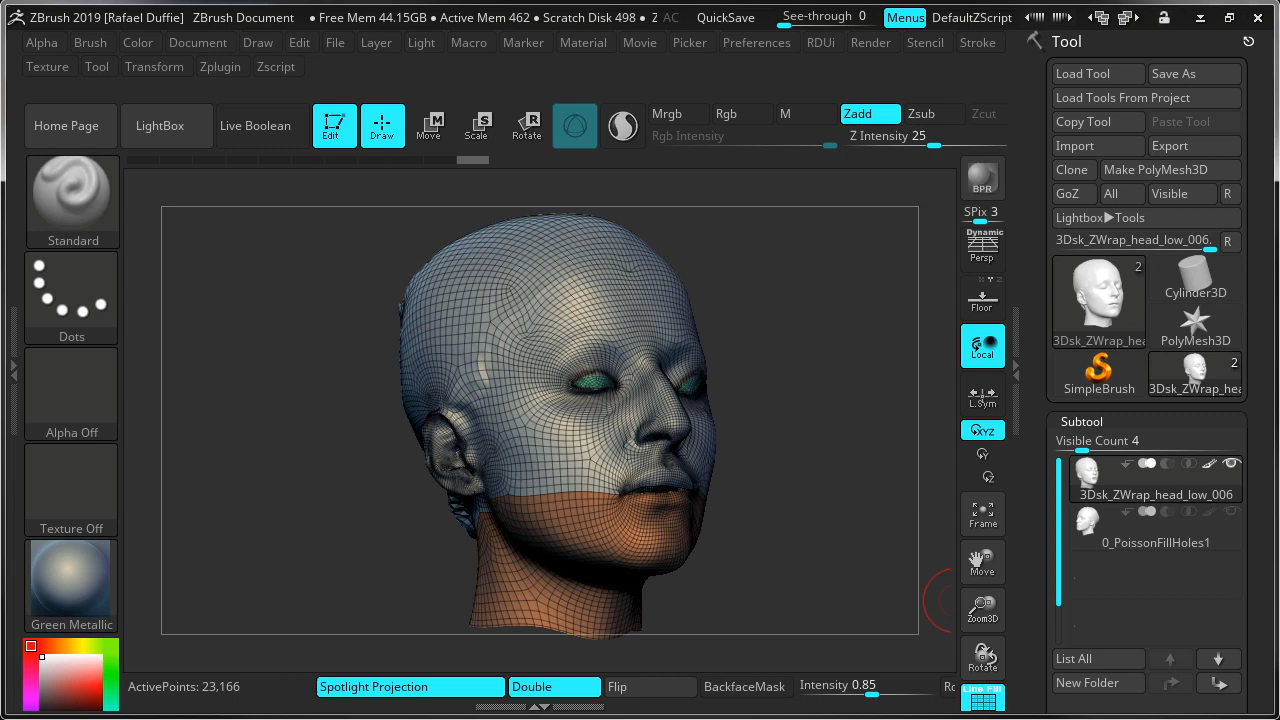 ZBrush 2019 [Rafael Duffie] ZBrush Document ● Free Mem 44.15GB ● Active Mem 462 ● Scratch Disk 498 ● Z AC QuickSave See-through 0 Menus DefaultZScript
Alpha Brush Color Document Draw Edit File Layer Light Macro Marker Material Movie Picker Preferences RDUi Render Stencil Stroke
Texture Tool Transform Zplugin Zscript
Home Page LightBox Live Boolean Edit Draw Move Scale Rotate
Mrgb Rgb M Zadd Zsub Zcut
Rgb Intensity Z Intensity 25
Standard
Dots
Alpha Off
Texture Off
Green Metallic
BPR
SPix 3
Dynamic
Persp
Floor
Local
L.Sym
XYZ
Y
Z
Frame
Move
Zoom3D
Rotate
Line Fill
ActivePoints: 23,166 Spotlight Projection Double Flip BackfaceMask Intensity 0.85
Tool
Load Tool Save As
Load Tools From Project
Copy Tool Paste Tool
Import Export
Clone Make PolyMesh3D
GoZ All Visible R
Lightbox▶Tools
3Dsk_ZWrap_head_low_006. R
2
Cylinder3D
3Dsk_ZWrap_hea PolyMesh3D
2
SimpleBrush 3Dsk_ZWrap_hea
Subtool
Visible Count 4
3Dsk_ZWrap_head_low_006
0_PoissonFillHoles1
List All
New Folder